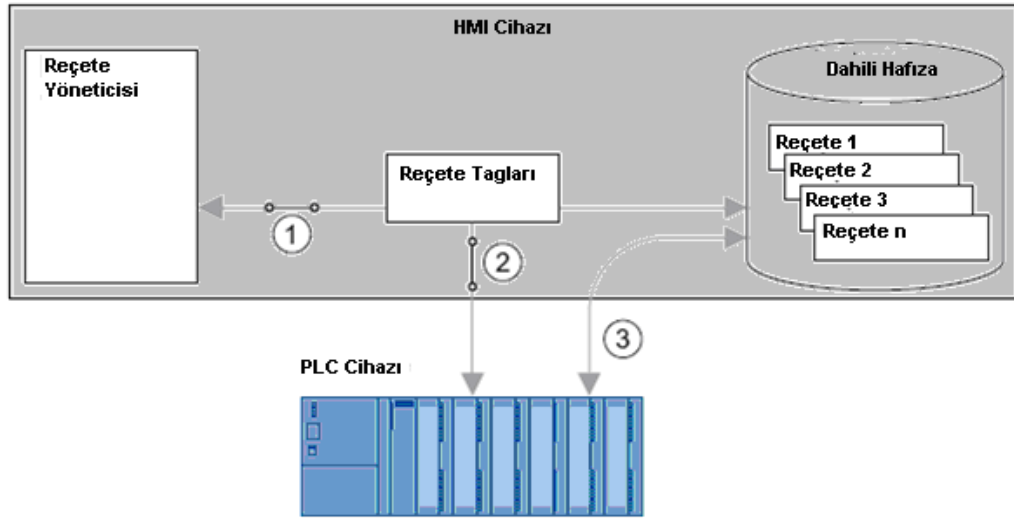 HMI Cihazı
Reçete
Yöneticisi
Dahili Hafıza
Reçete 1
Reçete 2
Reçete 3
Reçete n
Reçete Tagları
1
2
3
PLC Cihazı